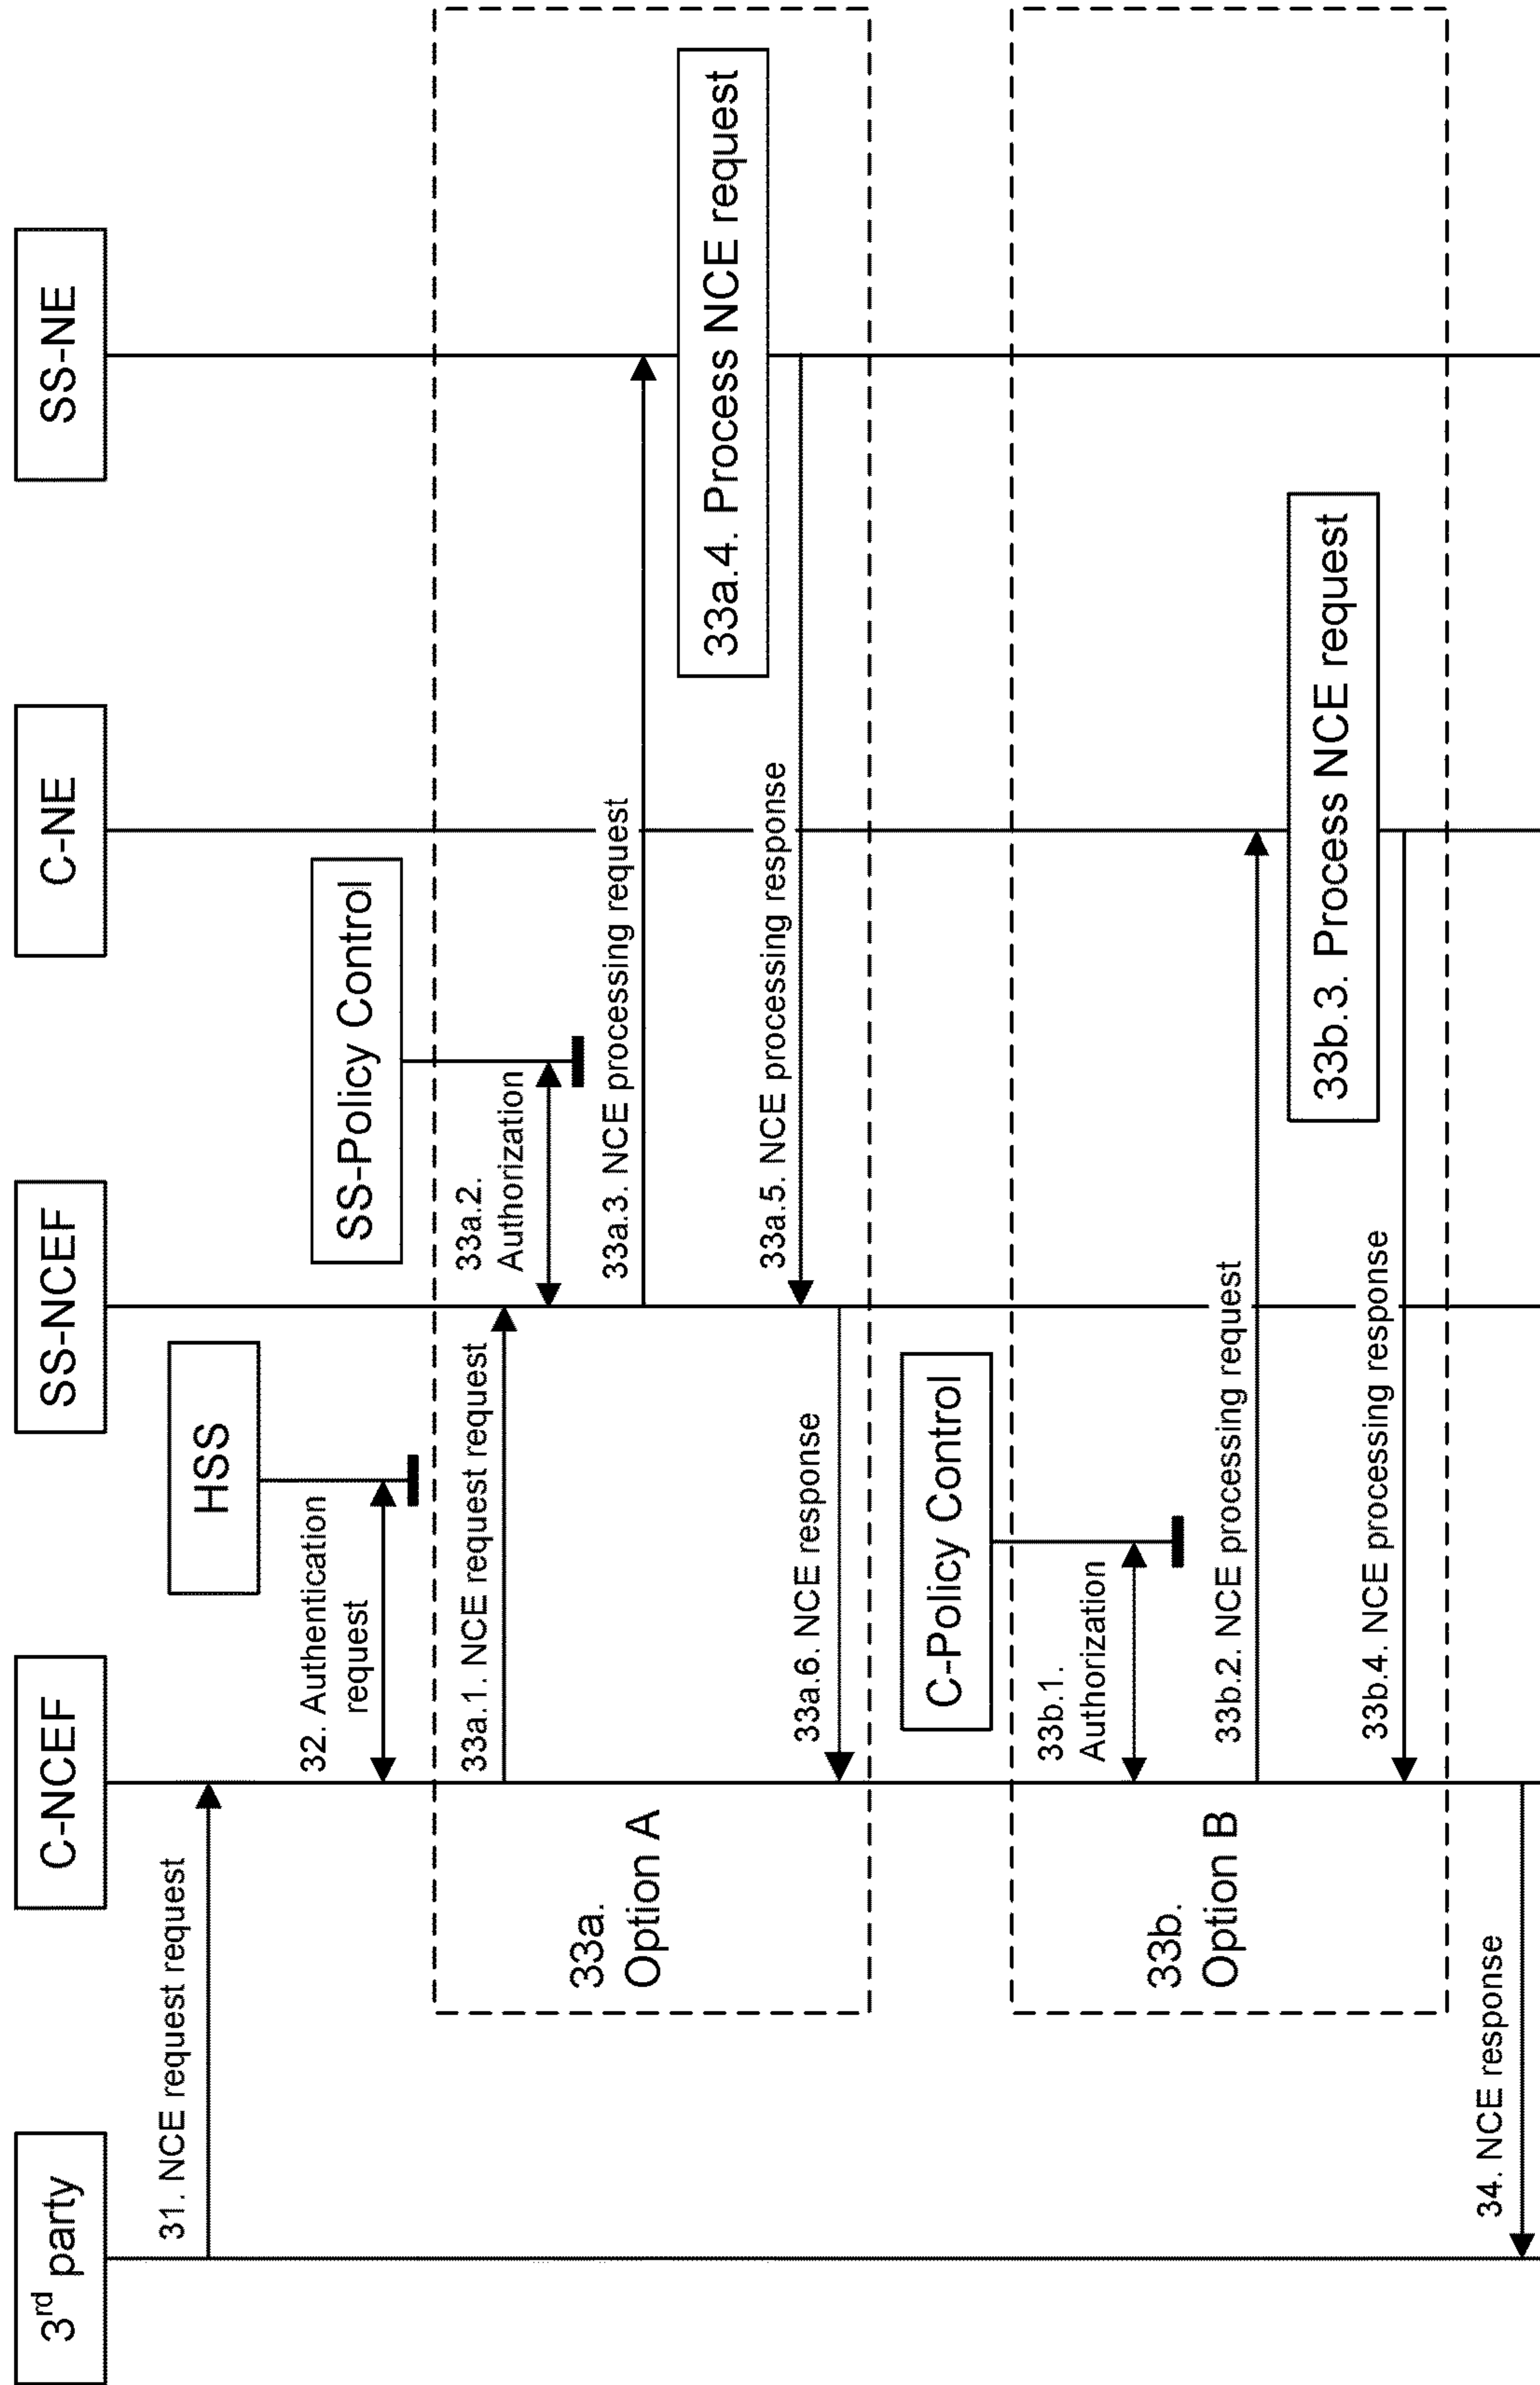 3rd party
C-NCEF
SS-NCEF
C-NE
SS-NE
31. NCE request request
HSS
32. Authentication
request
SS-Policy Control
33a.
Option A
33a.1. NCE request request
33a.2.
Authorization
33a.3. NCE processing request
33a.4. Process NCE request
33a.5. NCE processing response
33a.6. NCE response
C-Policy Control
33b.
Option B
33b.1.
Authorization
33b.2. NCE processing request
33b.3. Process NCE request
33b.4. NCE processing response
34. NCE response